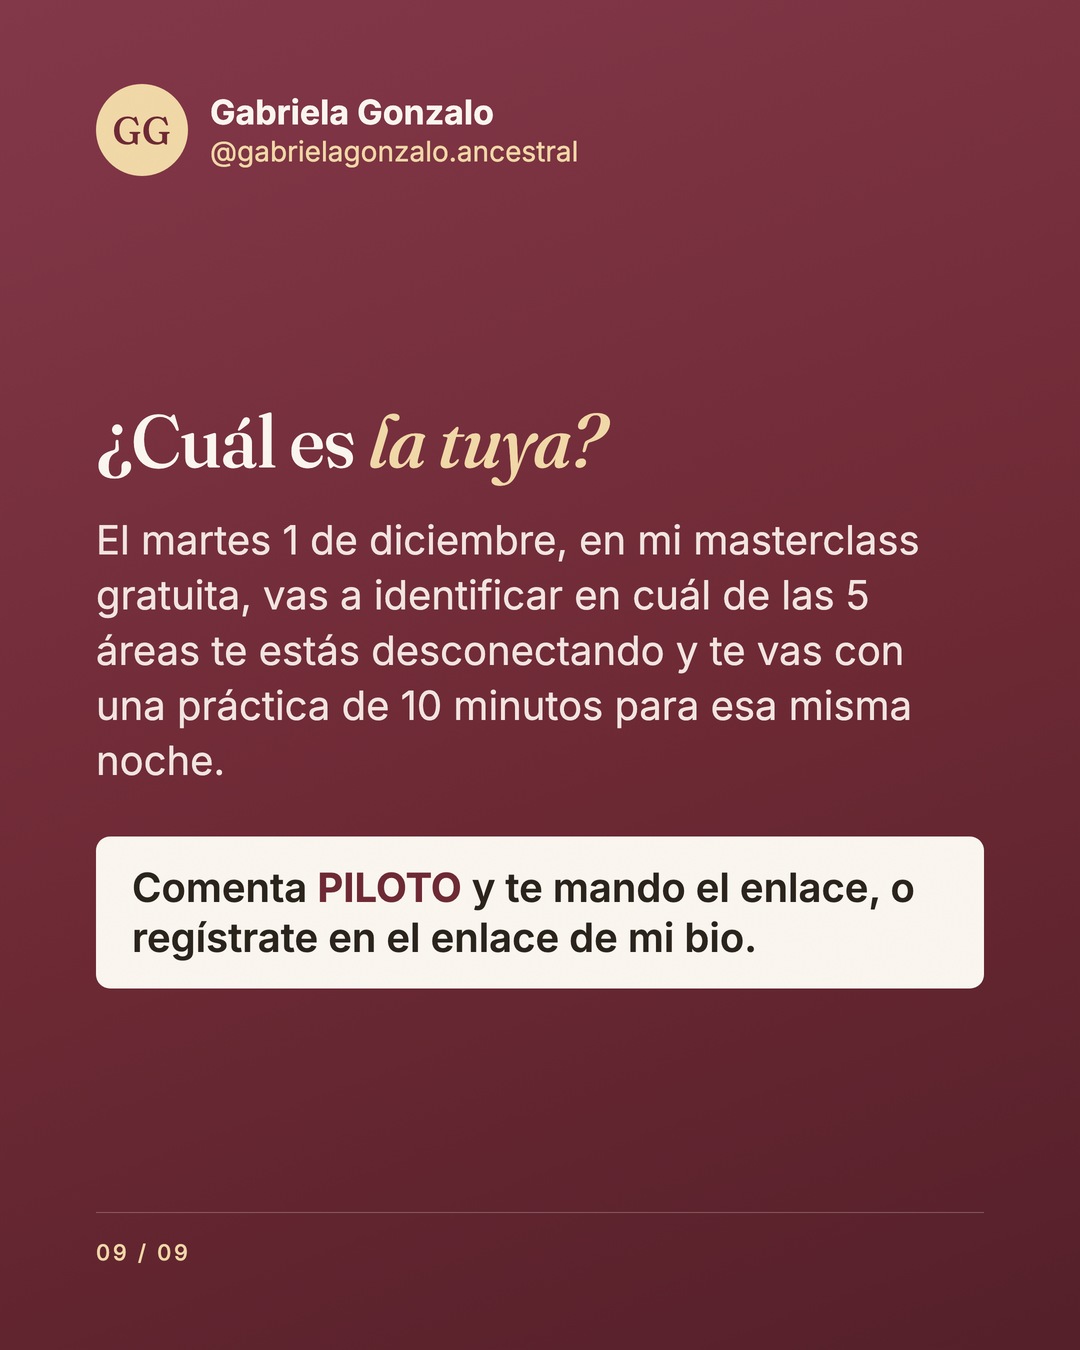 GG
Gabriela Gonzalo
@gabrielagonzalo.ancestral
¿Cuál es la tuya?
El martes 1 de diciembre, en mi masterclass
gratuita, vas a identificar en cuál de las 5
áreas te estás desconectando y te vas con
una práctica de 10 minutos para esa misma
noche.
Comenta PILOTO y te mando el enlace, o
regístrate en el enlace de mi bio.
09 / 09